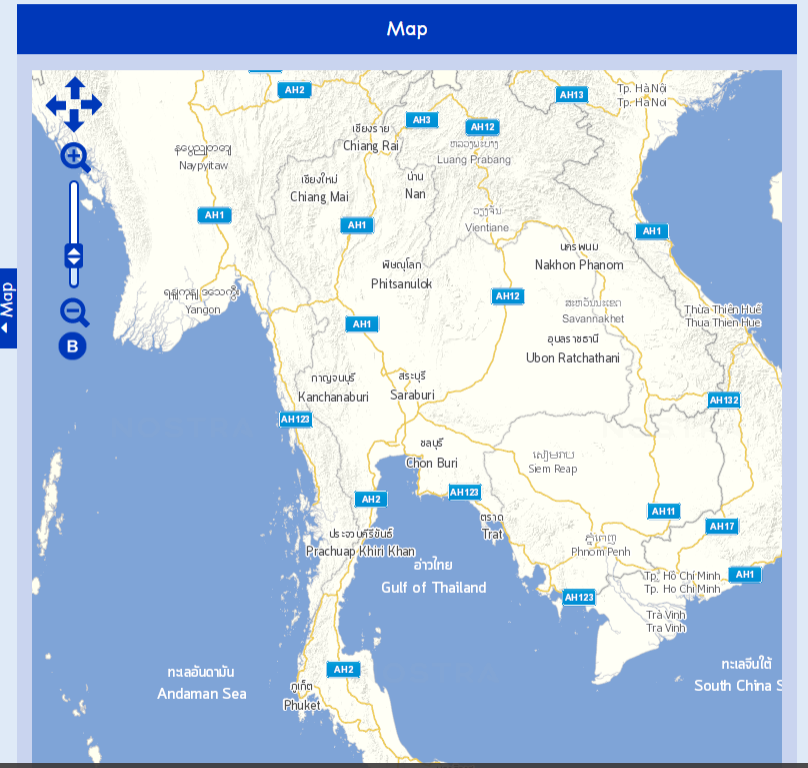 Map
AH2
AH13
Tp. Hà Nội
Tp. Ha Noi
AH3
AH12
เชียงราย
Chiang Rai
Naypyitaw
Luang Prabang
เชียงใหม่
Chiang Mai
น่าน
Nan
AH1
AH1
ວຽງຈັນ
Vientiane
AH1
นครพนม
Nakhon Phanom
พิษณุโลก
Phitsanulok
Map
Yangon
AH12
ສະຫວັນນະເຂດ
Savannakhet
Thừa Thiên Huế
Thua Thien Hue
AH1
อุบลราชธานี
Ubon Ratchathani
B
กาญจนบุรี
Kanchanaburi
สระบุรี
Saraburi
AH132
AH123
ชลบุรี
Chon Buri
Siem Reap
AH2
AH123
ตราด
Trat
AH11
AH17
ประจวบคีรีขันธ์
Prachuap Khiri Khan
Phnom Penh
อ่าวไทย
Gulf of Thailand
Tp. Hồ Chí Minh
Tp. Ho Chi Minh
AH1
AH123
Trà Vinh
Tra Vinh
ทะเลอันดามัน
Andaman Sea
AH2
ภูเก็ต
Phuket
ทะเลจีนใต้
South China S